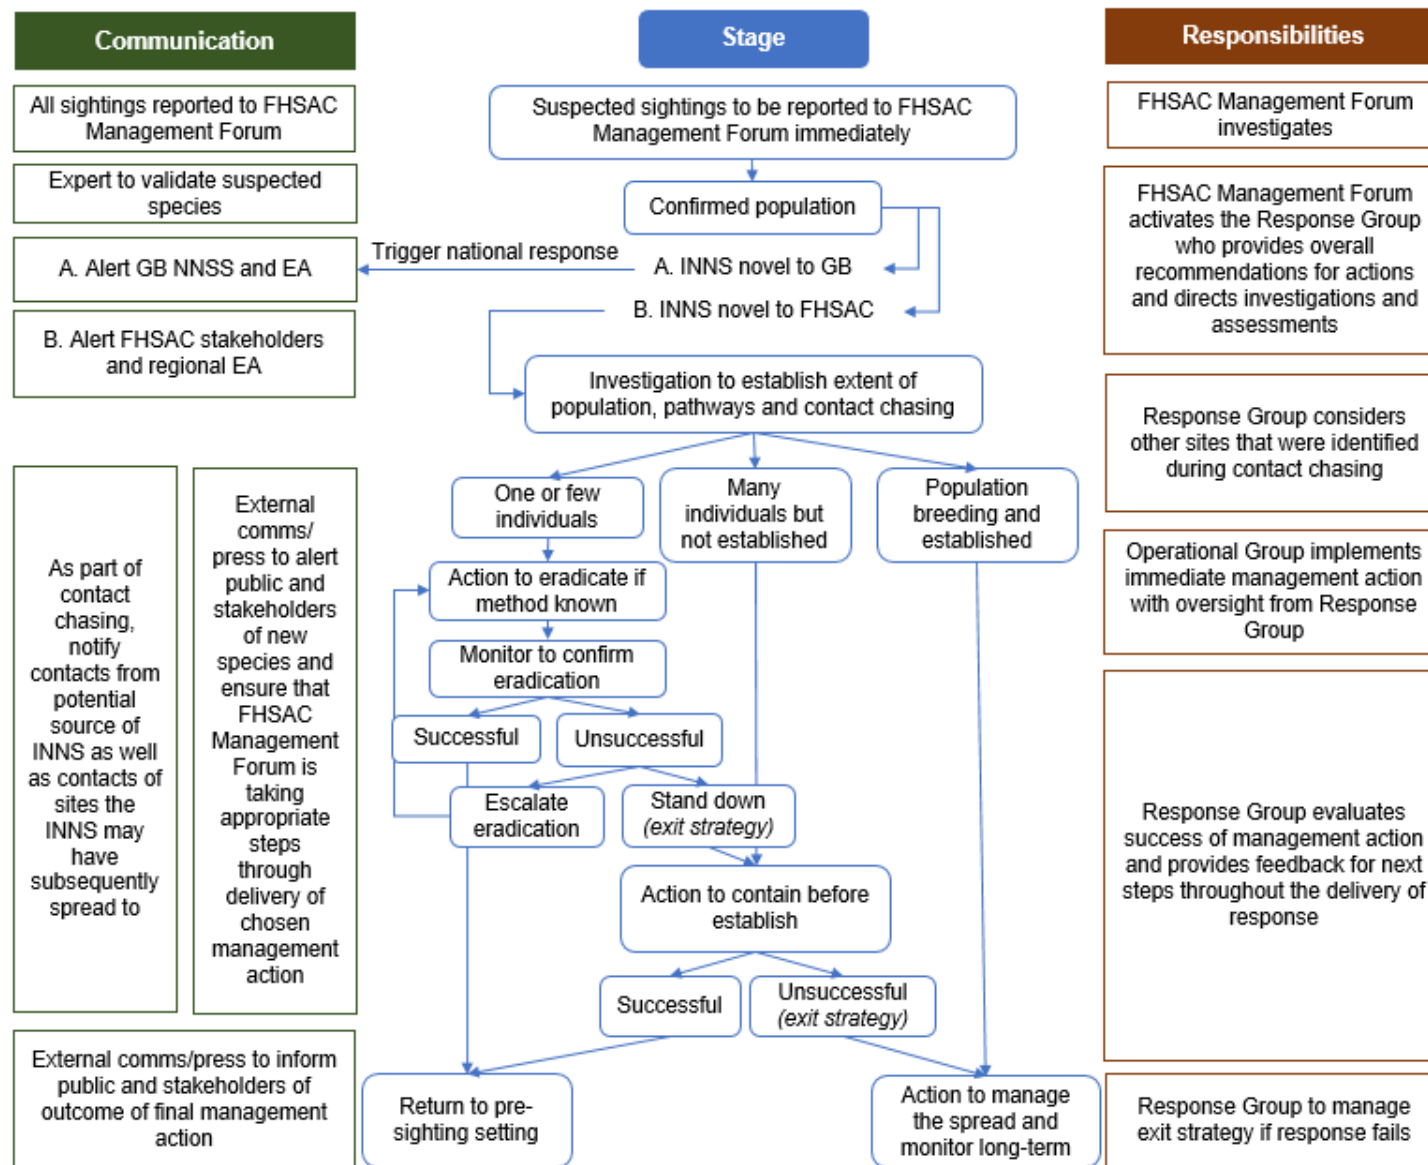 Communication
Stage
Responsibilities
All sightings reported to FHSAC
Management Forum
Suspected sightings to be reported to FHSAC
Management Forum immediately
FHSAC Management Forum
investigates
Expert to validate suspected
species
Confirmed population
FHSAC Management Forum
activates the Response Group
who provides overall
recommendations for actions
and directs investigations and
assessments
A. Alert GB NNSS and EA
Trigger national response
A. INNS novel to GB
B. INNS novel to FHSAC
B. Alert FHSAC stakeholders
and regional EA
Investigation to establish extent of
population, pathways and contact chasing
Response Group considers
other sites that were identified
during contact chasing
One or few
individuals
Many
individuals but
not established
Population
breeding and
established
As part of
contact
chasing,
notify
contacts from
potential
source of
INNS as well
as contacts of
sites the
INNS may
have
subsequently
spread to
External
comms/
press to alert
public and
stakeholders
of new
species and
ensure that
FHSAC
Management
Forum is
taking
appropriate
steps
through
delivery of
chosen
management
action
Action to eradicate if
method known
Operational Group implements
immediate management action
with oversight from Response
Group
Monitor to confirm
eradication
Successful
Unsuccessful
Escalate
eradication
Stand down
(exit strategy)
Response Group evaluates
success of management action
and provides feedback for next
steps throughout the delivery of
response
Action to contain before
establish
Successful
Unsuccessful
(exit strategy)
External comms/press to inform
public and stakeholders of
outcome of final management
action
Return to pre-
sighting setting
Action to manage
the spread and
monitor long-term
Response Group to manage
exit strategy if response fails